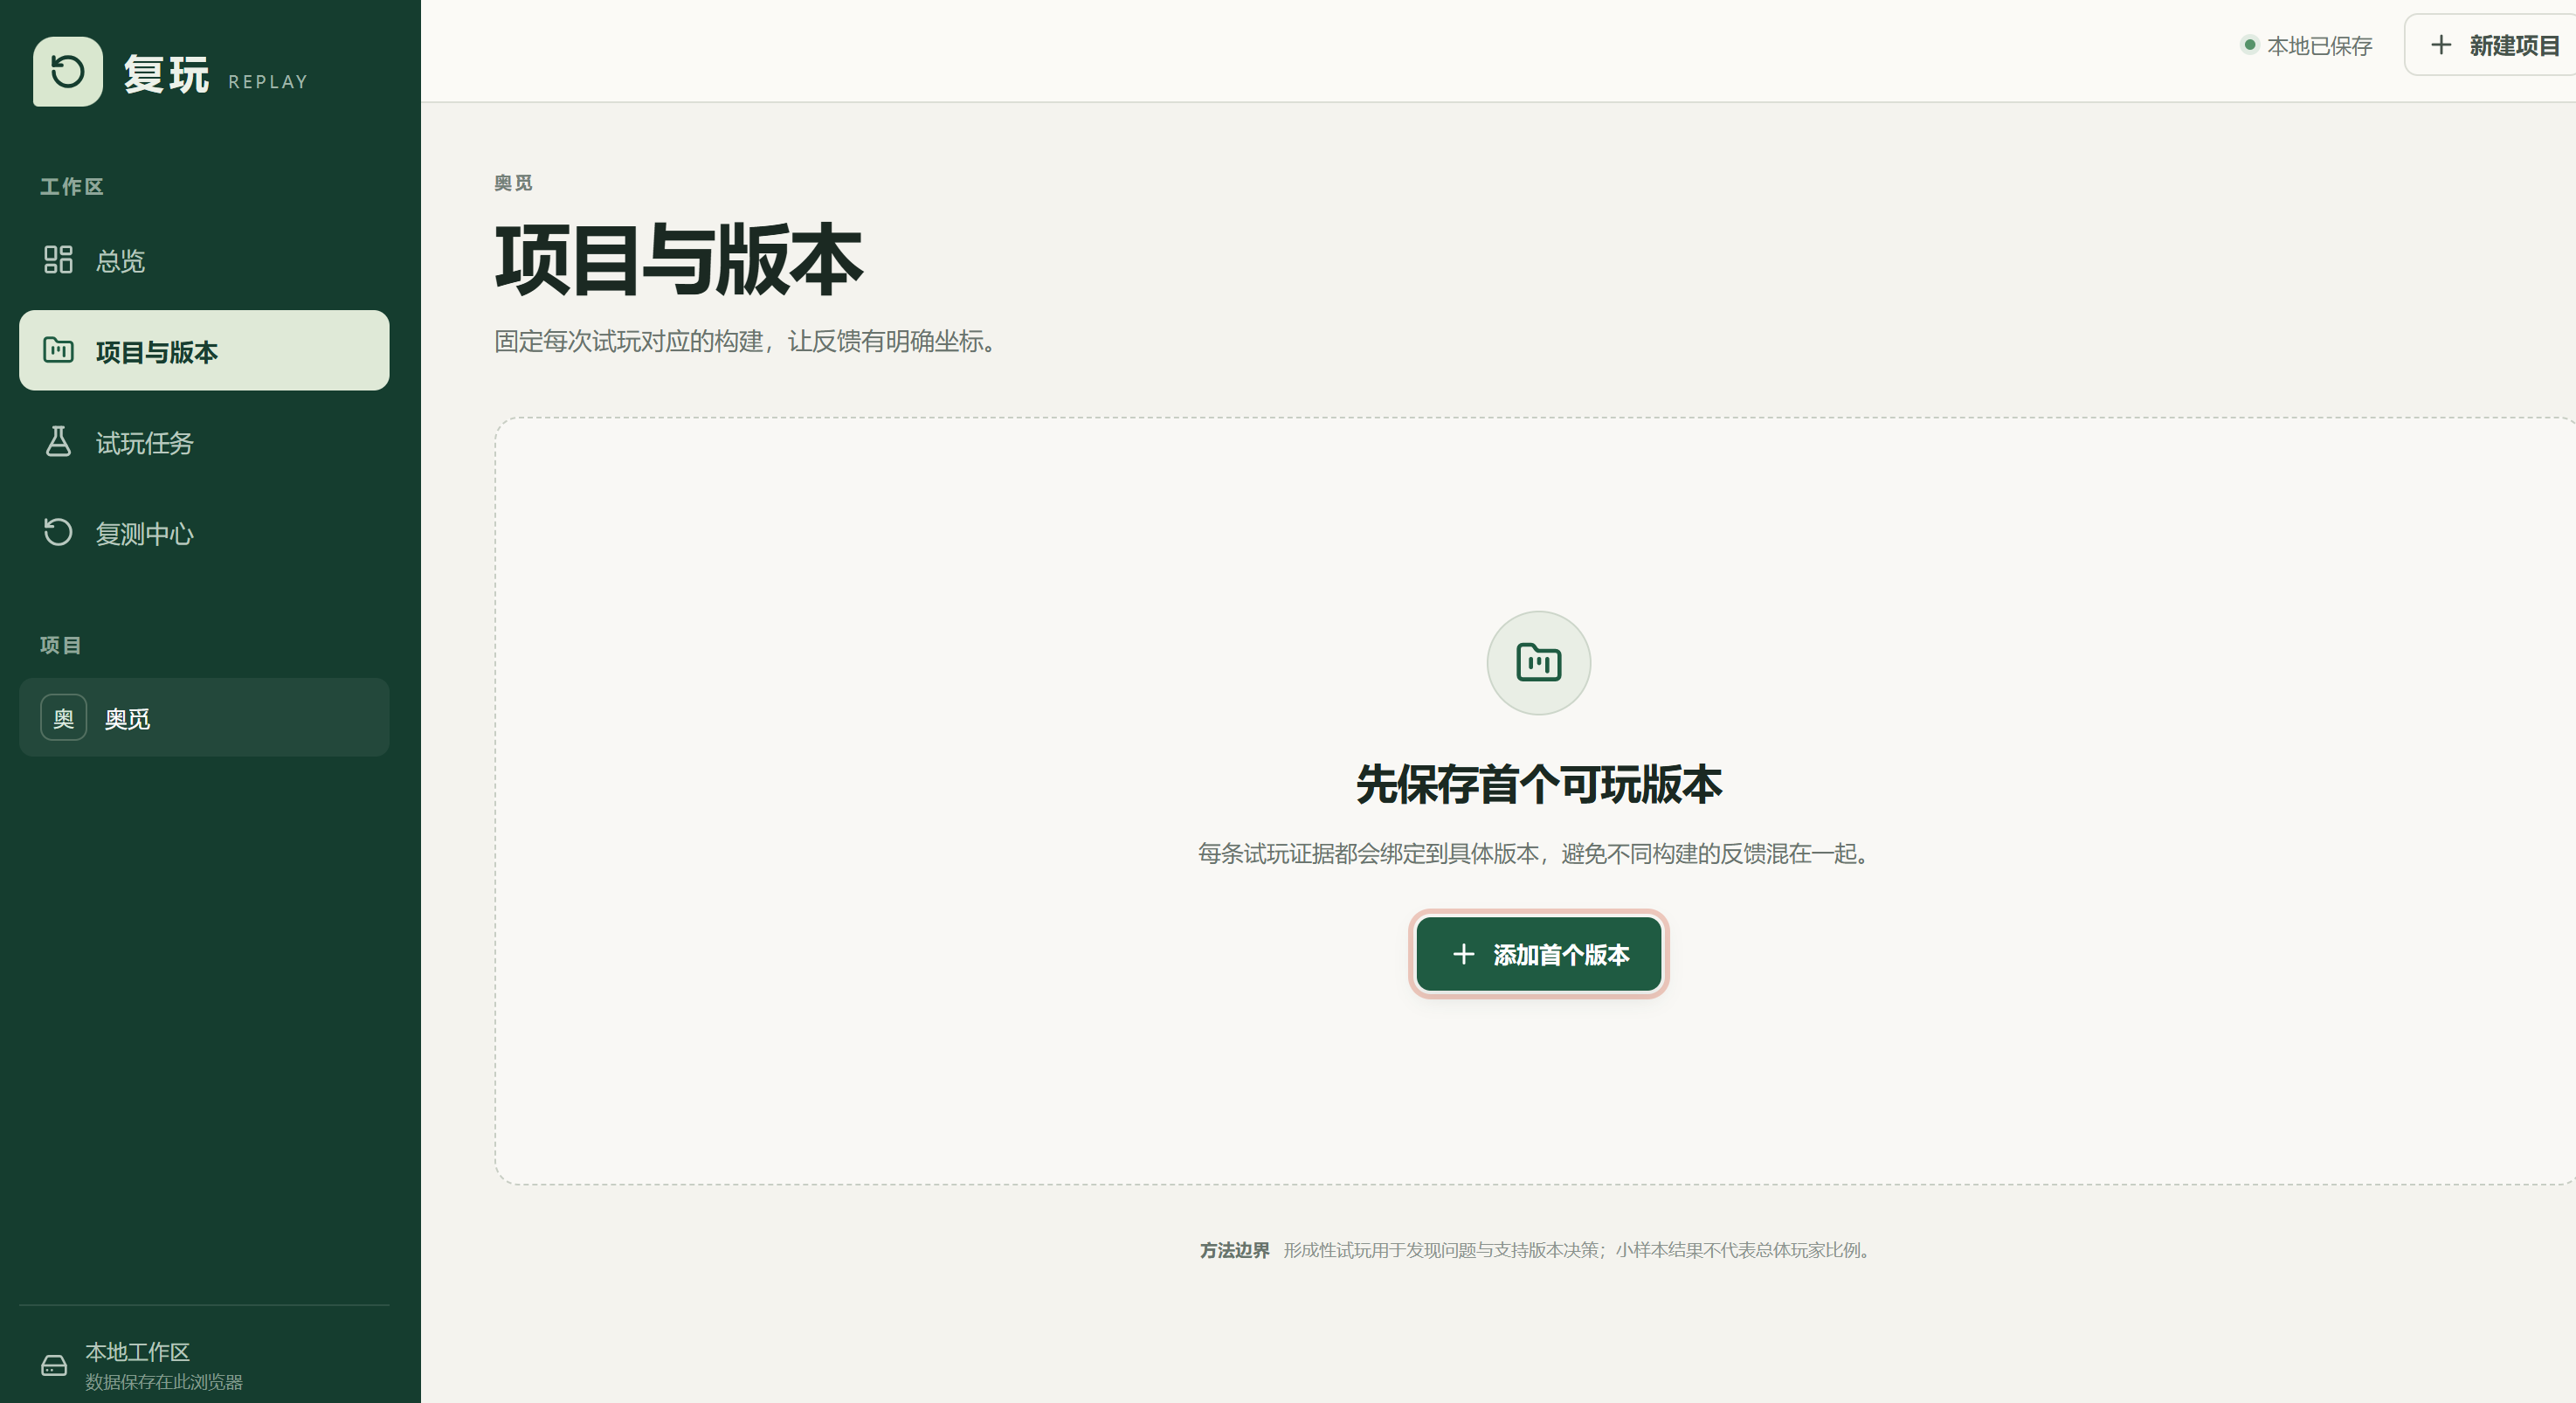 复玩 REPLAY
工作区
总览
项目与版本
试玩任务
复测中心
项目
奥 奥觅
本地工作区
数据保存在此浏览器
本地已保存
新建项目
奥觅
项目与版本
固定每次试玩对应的构建，让反馈有明确坐标。
先保存首个可玩版本
每条试玩证据都会绑定到具体版本，避免不同构建的反馈混在一起。
添加首个版本
方法边界 形成性试玩用于发现问题与支持版本决策；小样本结果不代表总体玩家比例。